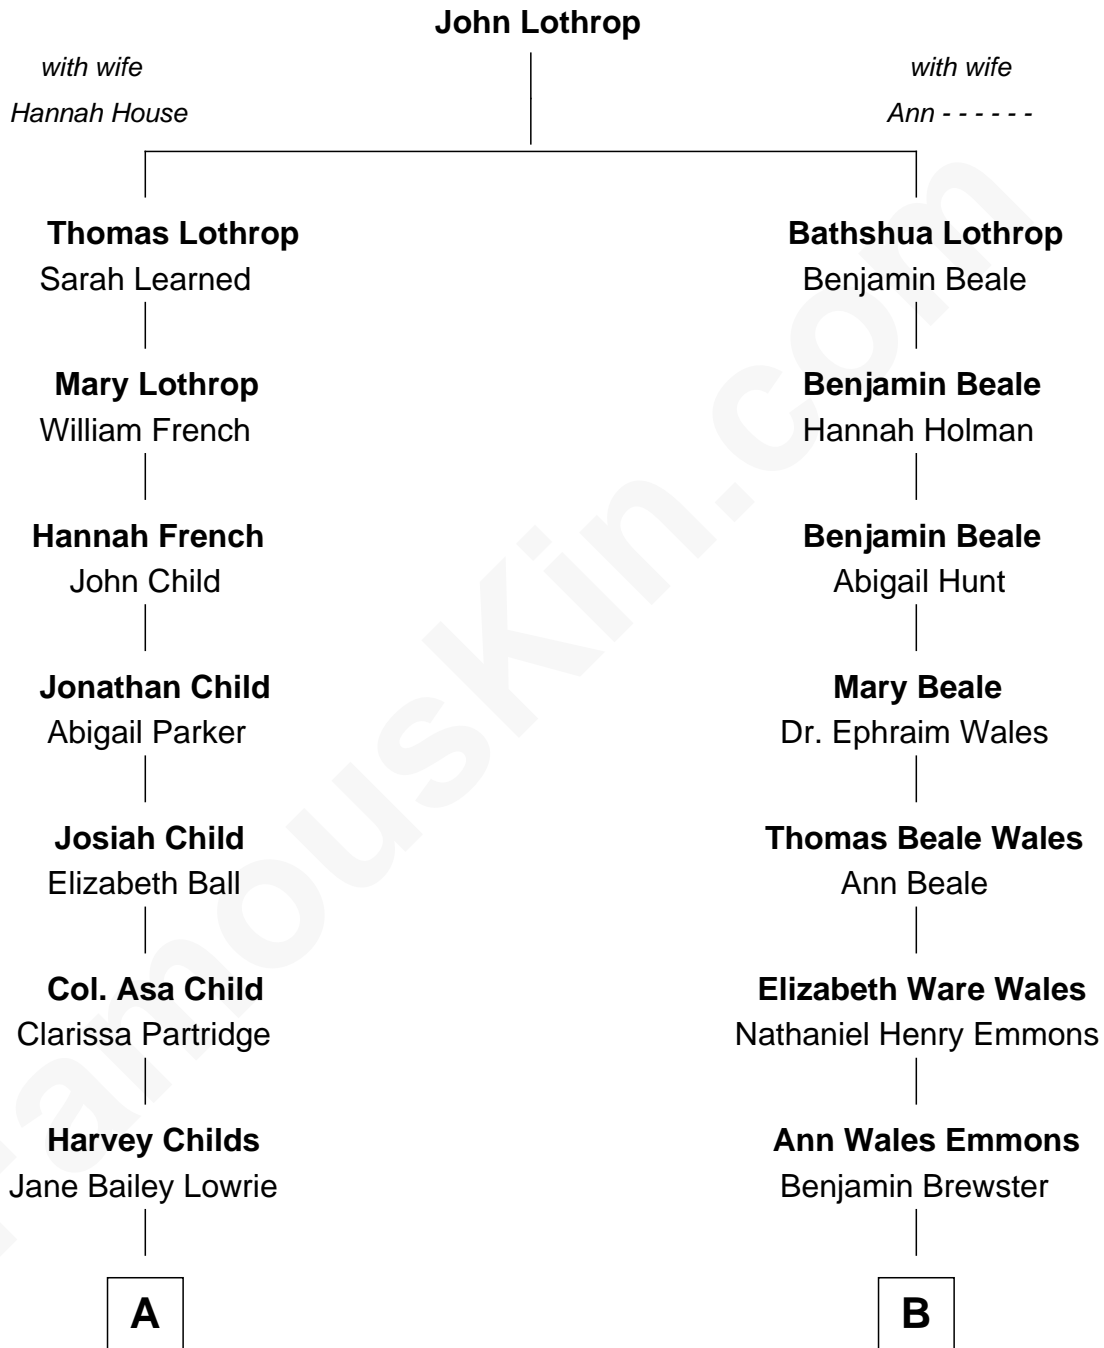 John Lothrop
with wife
Hannah House
with wife
Ann - - - - - -
Thomas Lothrop
Sarah Learned
Bathshua Lothrop
Benjamin Beale
Mary Lothrop
William French
Benjamin Beale
Hannah Holman
Hannah French
John Child
Benjamin Beale
Abigail Hunt
Jonathan Child
Abigail Parker
Mary Beale
Dr. Ephraim Wales
Josiah Child
Elizabeth Ball
Thomas Beale Wales
Ann Beale
Col. Asa Child
Clarissa Partridge
Elizabeth Ware Wales
Nathaniel Henry Emmons
Harvey Childs
Jane Bailey Lowrie
Ann Wales Emmons
Benjamin Brewster
A
B
FamousKin.com